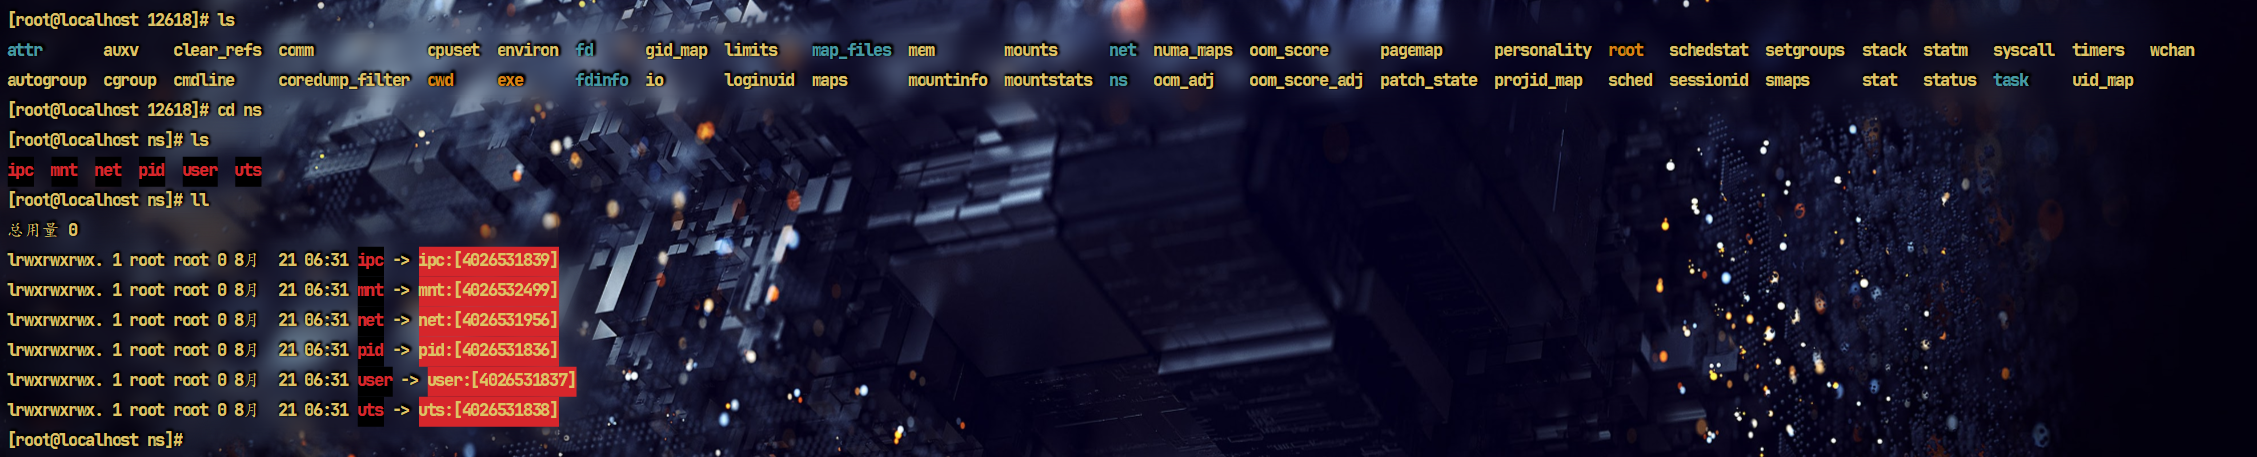 [root@localhost 12618]# ls
attr       auxv    clear_refs  comm             cpuset  environ  fd      gid_map  limits    map_files  mem        mounts      net  numa_maps  oom_score      pagemap      personality  root   schedstat  setgroups  stack  statm   syscall  timers   wchan
autogroup  cgroup  cmdline     coredump_filter  cwd     exe      fdinfo  io       loginuid  maps       mountinfo  mountstats  ns   oom_adj    oom_score_adj  patch_state  projid_map   sched  sessionid  smaps      stat   status  task     uid_map
[root@localhost 12618]# cd ns
[root@localhost ns]# ls
ipc  mnt  net  pid  user  uts
[root@localhost ns]# ll
总用量 0
lrwxrwxrwx. 1 root root 0 8月  21 06:31 ipc -> ipc:[4026531839]
lrwxrwxrwx. 1 root root 0 8月  21 06:31 mnt -> mnt:[4026532499]
lrwxrwxrwx. 1 root root 0 8月  21 06:31 net -> net:[4026531956]
lrwxrwxrwx. 1 root root 0 8月  21 06:31 pid -> pid:[4026531836]
lrwxrwxrwx. 1 root root 0 8月  21 06:31 user -> user:[4026531837]
lrwxrwxrwx. 1 root root 0 8月  21 06:31 uts -> uts:[4026531838]
[root@localhost ns]#